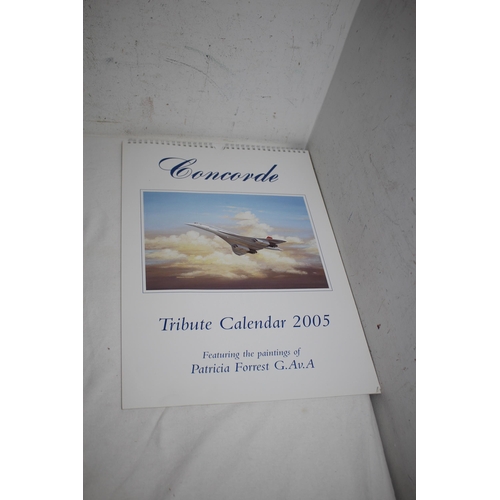 Concorde
Tribute Calendar 2005
Featuring the paintings of
Patricia Forrest G.Av.A